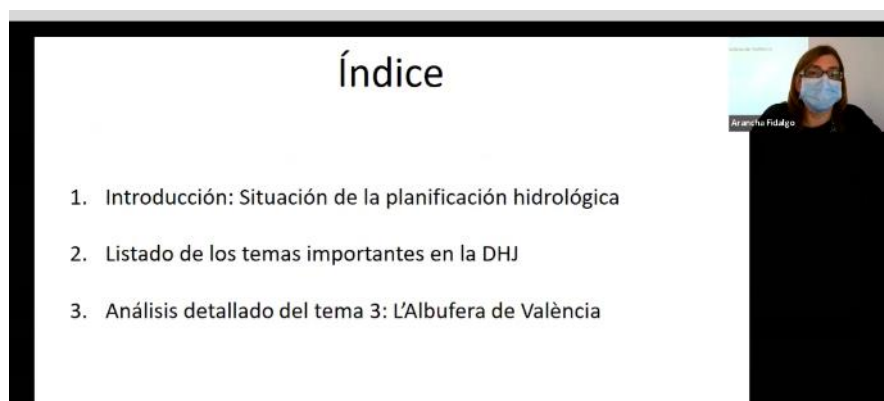 Índice
1. Introducción: Situación de la planificación hidrológica
2. Listado de los temas importantes en la DHJ
3. Análisis detallado del tema 3: L'Albufera de València
Arancha Fidalgo